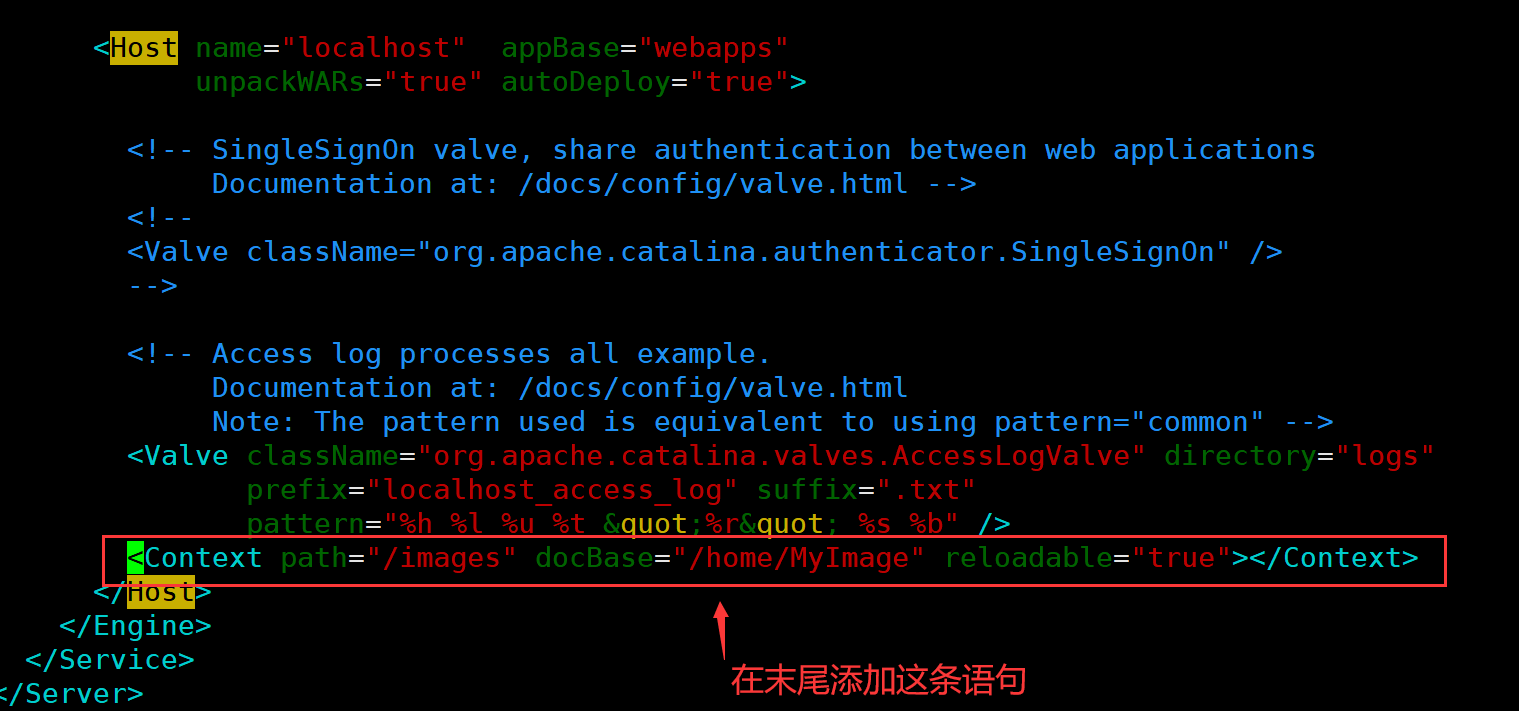 <Host name="localhost"  appBase="webapps"
unpackWARs="true" autoDeploy="true">
<!-- SingleSignOn valve, share authentication between web applications
Documentation at: /docs/config/valve.html -->
<!--
<Valve className="org.apache.catalina.authenticator.SingleSignOn" />
-->
<!-- Access log processes all example.
Documentation at: /docs/config/valve.html
Note: The pattern used is equivalent to using pattern="common" -->
<Valve className="org.apache.catalina.valves.AccessLogValve" directory="logs"
prefix="localhost_access_log" suffix=".txt"
pattern="%h %l %u %t &quot;%r&quot; %s %b" />
<Context path="/images" docBase="/home/MyImage" reloadable="true"></Context>
</Host>
</Engine>
</Service>
</Server>
在末尾添加这条语句